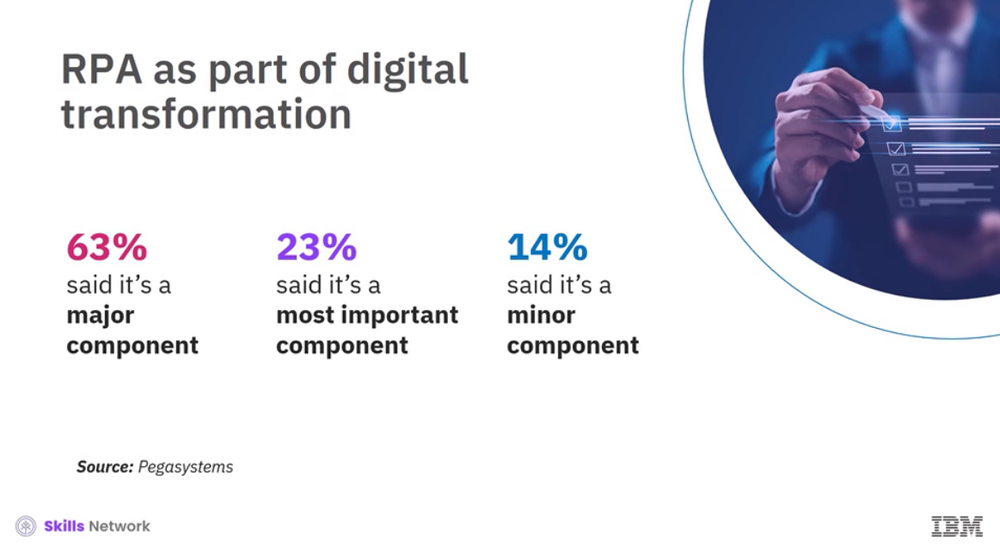 RPA as part of digital
transformation
63%
said it’s a
major
component
23%
said it’s a
most important
component
14%
said it’s a
minor
component
Source: Pegasystems
Skills Network
IBM